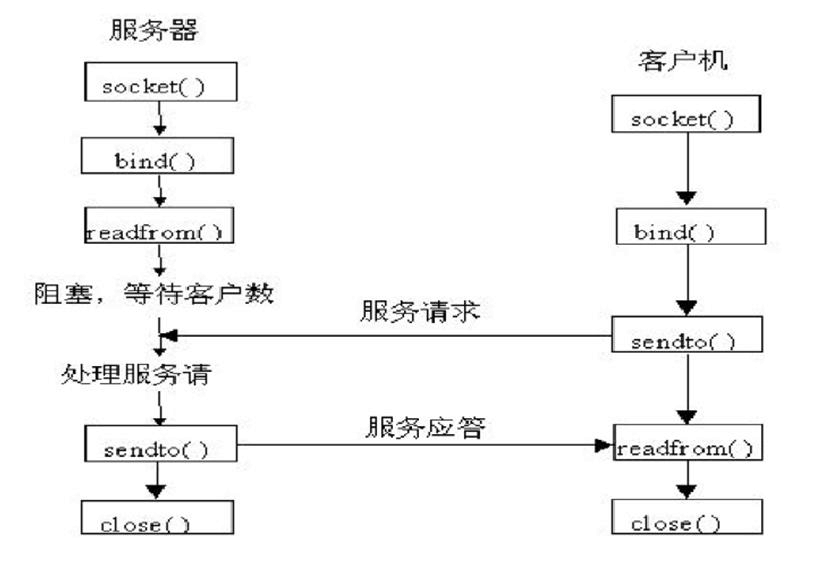 服务器
socket()
bind()
readfrom()
阻塞，等待客户数
处理服务请
sendto()
close()
服务请求
服务应答
客户机
socket()
bind()
sendto()
readfrom()
close()